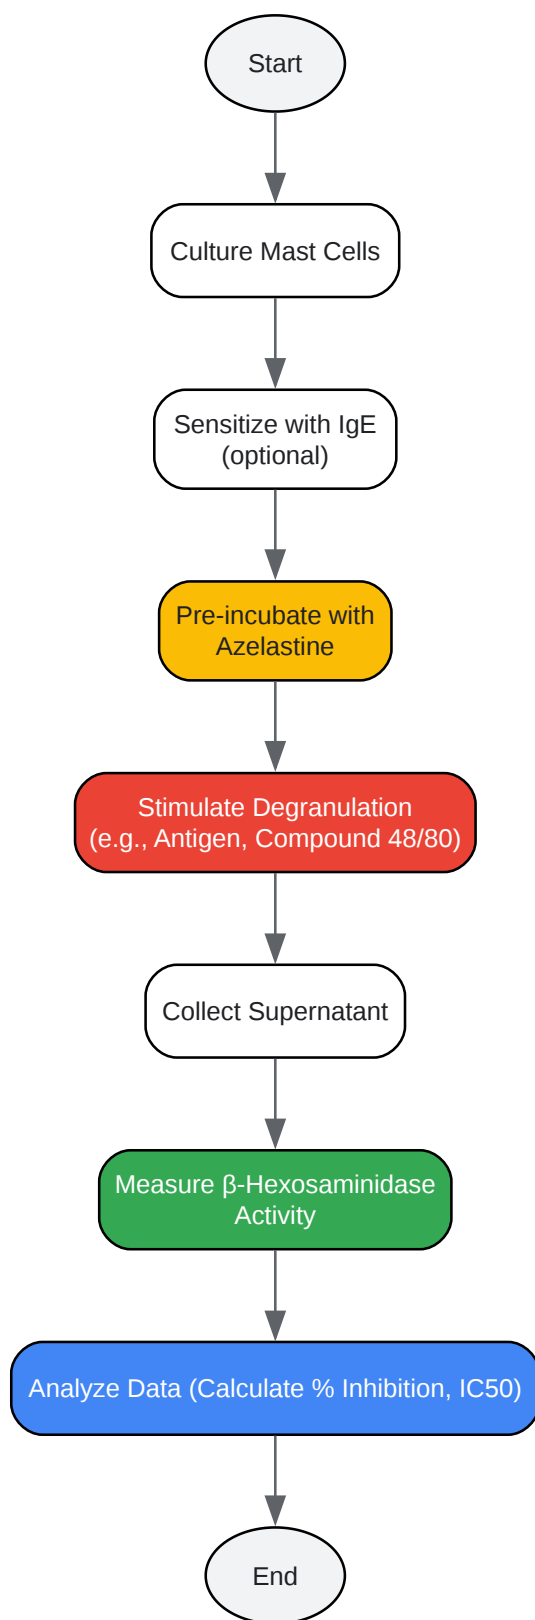 Start
Culture Mast Cells
Sensitize with IgE
(optional)
Pre-incubate with
Azelastine
Stimulate Degranulation
(e.g., Antigen, Compound 48/80)
Collect Supernatant
Measure β-Hexosaminidase
Activity
Analyze Data (Calculate % Inhibition, IC50)
End